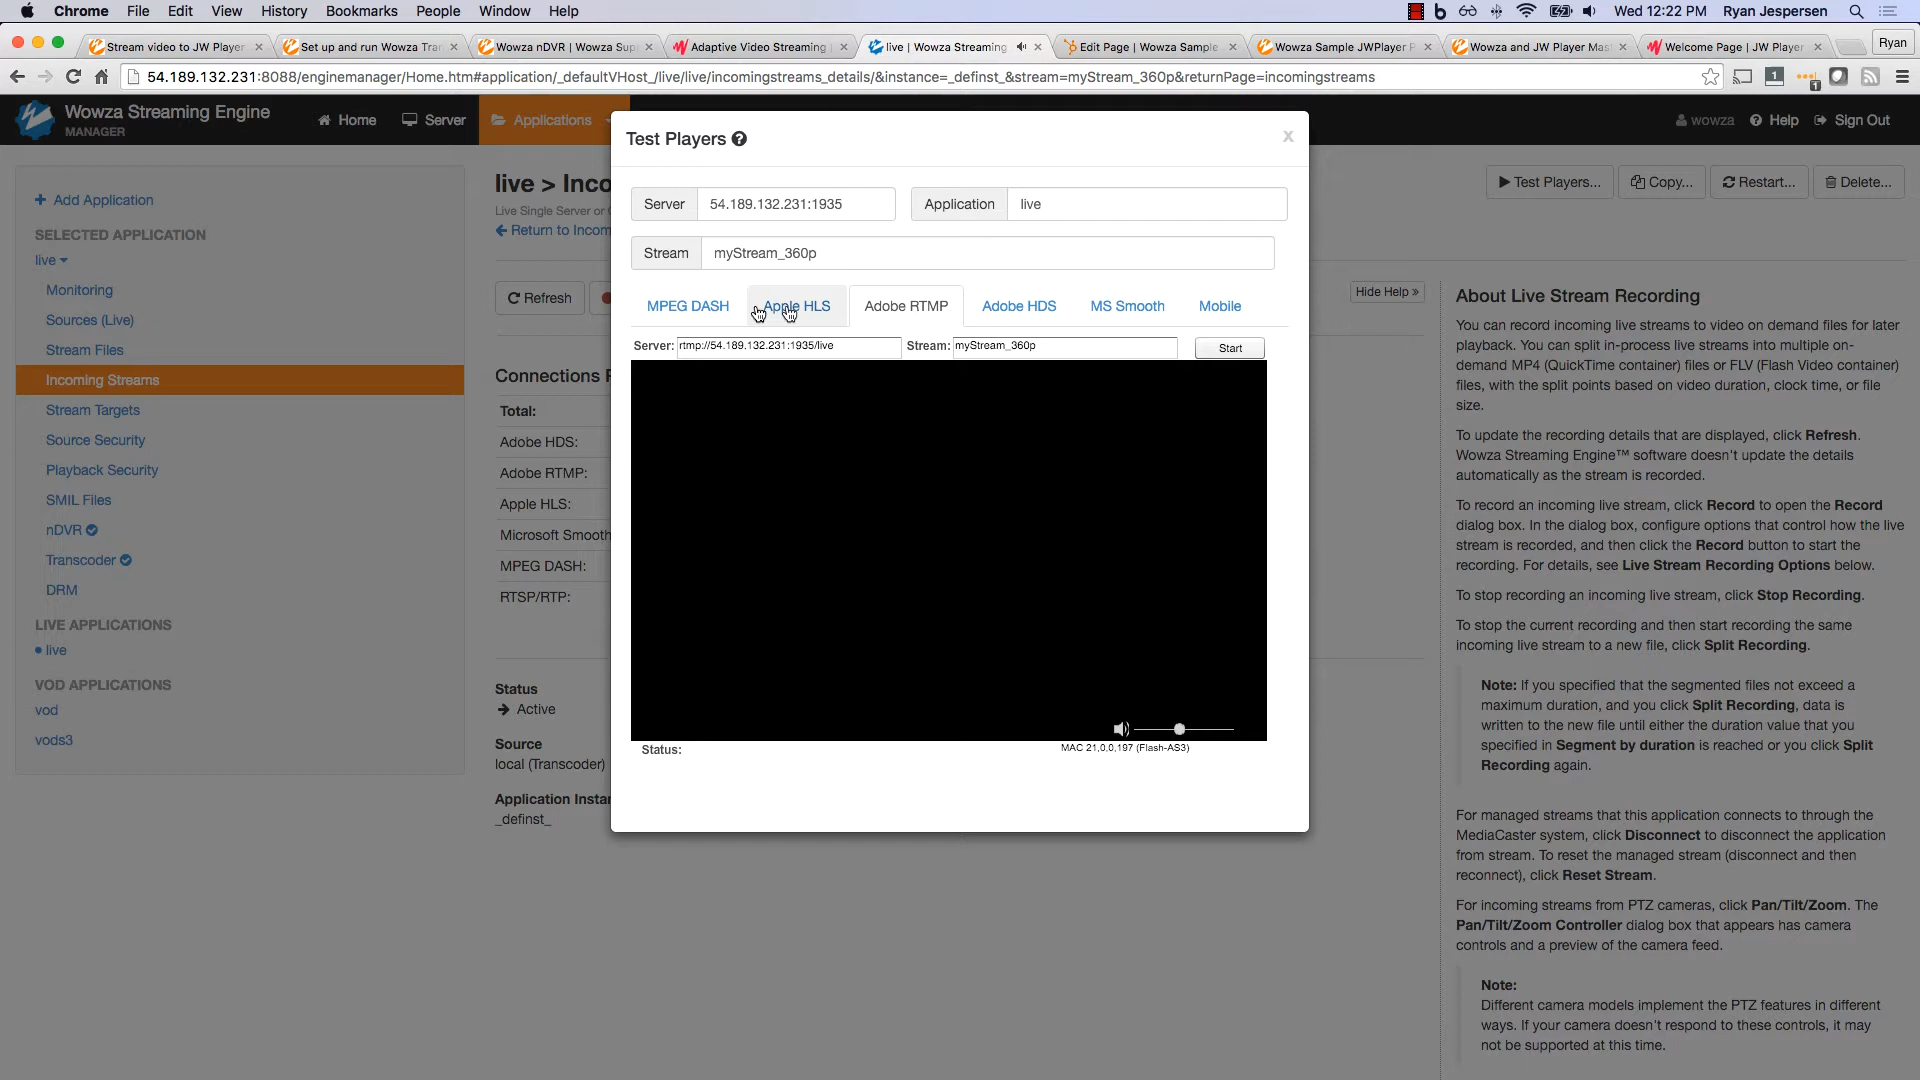 Chrome File Edit View History Bookmarks People Window Help Wed 12:22 PM Ryan Jespersen
Stream video to JW Player
Set up and run Wowza Tra
Wowza nDVR | Wowza Sup
Adaptive Video Streaming
live | Wowza Streaming
Edit Page | Wowza Sample
Wowza Sample JWPlayer P
Wowza and JW Player Mas
Welcome Page | JW Player
Ryan
54.189.132.231:8088/enginemanager/Home.htm#application/_defaultVHost_/live/live/incomingstreams_details/&instance=_definst_&stream=myStream_360p&returnPage=incomingstreams
Wowza Streaming Engine
MANAGER
Home Server Applications
wowza Help Sign Out
Add Application
SELECTED APPLICATION
live
Monitoring
Sources (Live)
Stream Files
Incoming Streams
Stream Targets
Source Security
Playback Security
SMIL Files
nDVR
Transcoder
DRM
LIVE APPLICATIONS
live
VOD APPLICATIONS
vod
vods3
live > Inco
Live Single Server or
Return to Incom
Refresh
Connections
Total:
Adobe HDS:
Adobe RTMP:
Apple HLS:
Microsoft Smooth
MPEG DASH:
RTSP/RTP:
Status
Active
Source
local (Transcoder)
Application Instan
_definst_
Test Players
x
Server 54.189.132.231:1935 Application live
Stream myStream_360p
MPEG DASH Apple HLS Adobe RTMP Adobe HDS MS Smooth Mobile
Server: rtmp://54.189.132.231:1935/live Stream: myStream_360p Start
Status: MAC 21,0,0,197 (Flash-AS3)
Test Players... Copy... Restart... Delete...
Hide Help »
About Live Stream Recording
You can record incoming live streams to video on demand files for later
playback. You can split in-process live streams into multiple on-
demand MP4 (QuickTime container) files or FLV (Flash Video container)
files, with the split points based on video duration, clock time, or file
size.
To update the recording details that are displayed, click Refresh.
Wowza Streaming Engine™ software doesn't update the details
automatically as the stream is recorded.
To record an incoming live stream, click Record to open the Record
dialog box. In the dialog box, configure options that control how the live
stream is recorded, and then click the Record button to start the
recording. For details, see Live Stream Recording Options below.
To stop recording an incoming live stream, click Stop Recording.
To stop the current recording and then start recording the same
incoming live stream to a new file, click Split Recording.
Note: If you specified that the segmented files not exceed a
maximum duration, and you click Split Recording, data is
written to the new file until either the duration value that you
specified in Segment by duration is reached or you click Split
Recording again.
For managed streams that this application connects to through the
MediaCaster system, click Disconnect to disconnect the application
from stream. To reset the managed stream (disconnect and then
reconnect), click Reset Stream.
For incoming streams from PTZ cameras, click Pan/Tilt/Zoom. The
Pan/Tilt/Zoom Controller dialog box that appears has camera
controls and a preview of the camera feed.
Note:
Different camera models implement the PTZ features in different
ways. If your camera doesn't respond to these controls, it may
not be supported at this time.